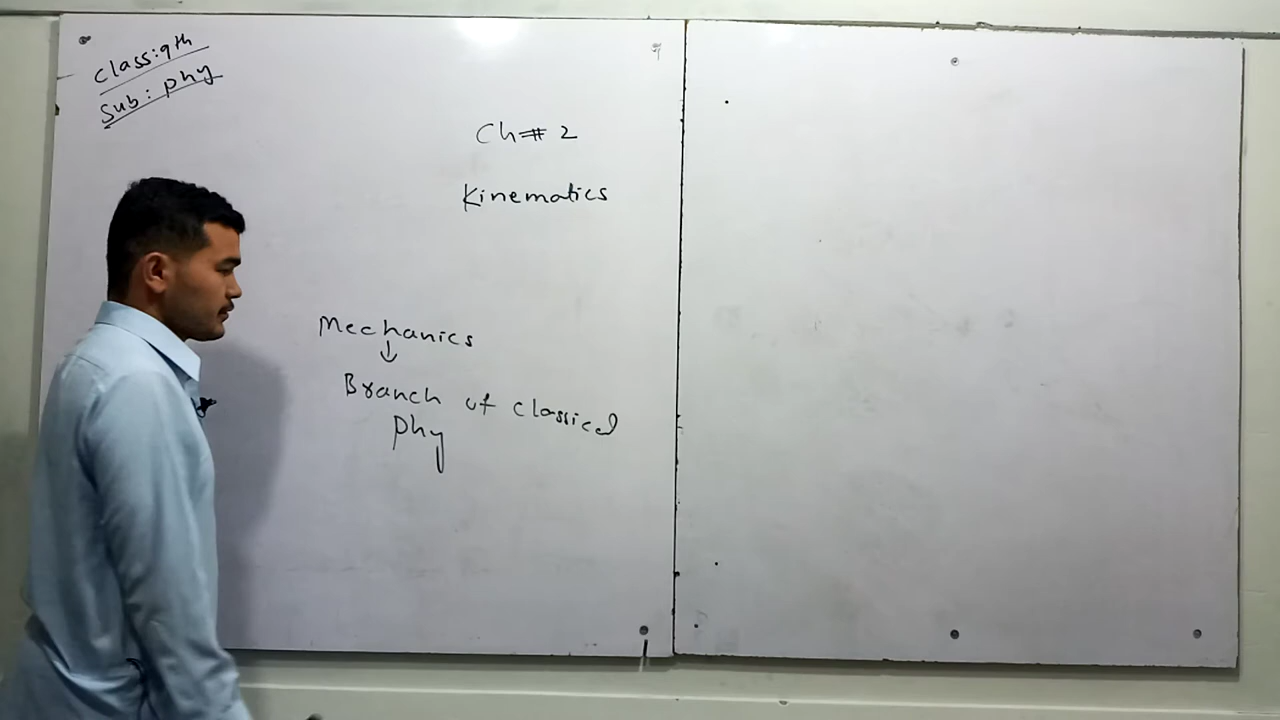 Class: 9th
Sub: Phy
Ch # 2
Kinematics
Mechanics
↓
Branch of classical
Phy